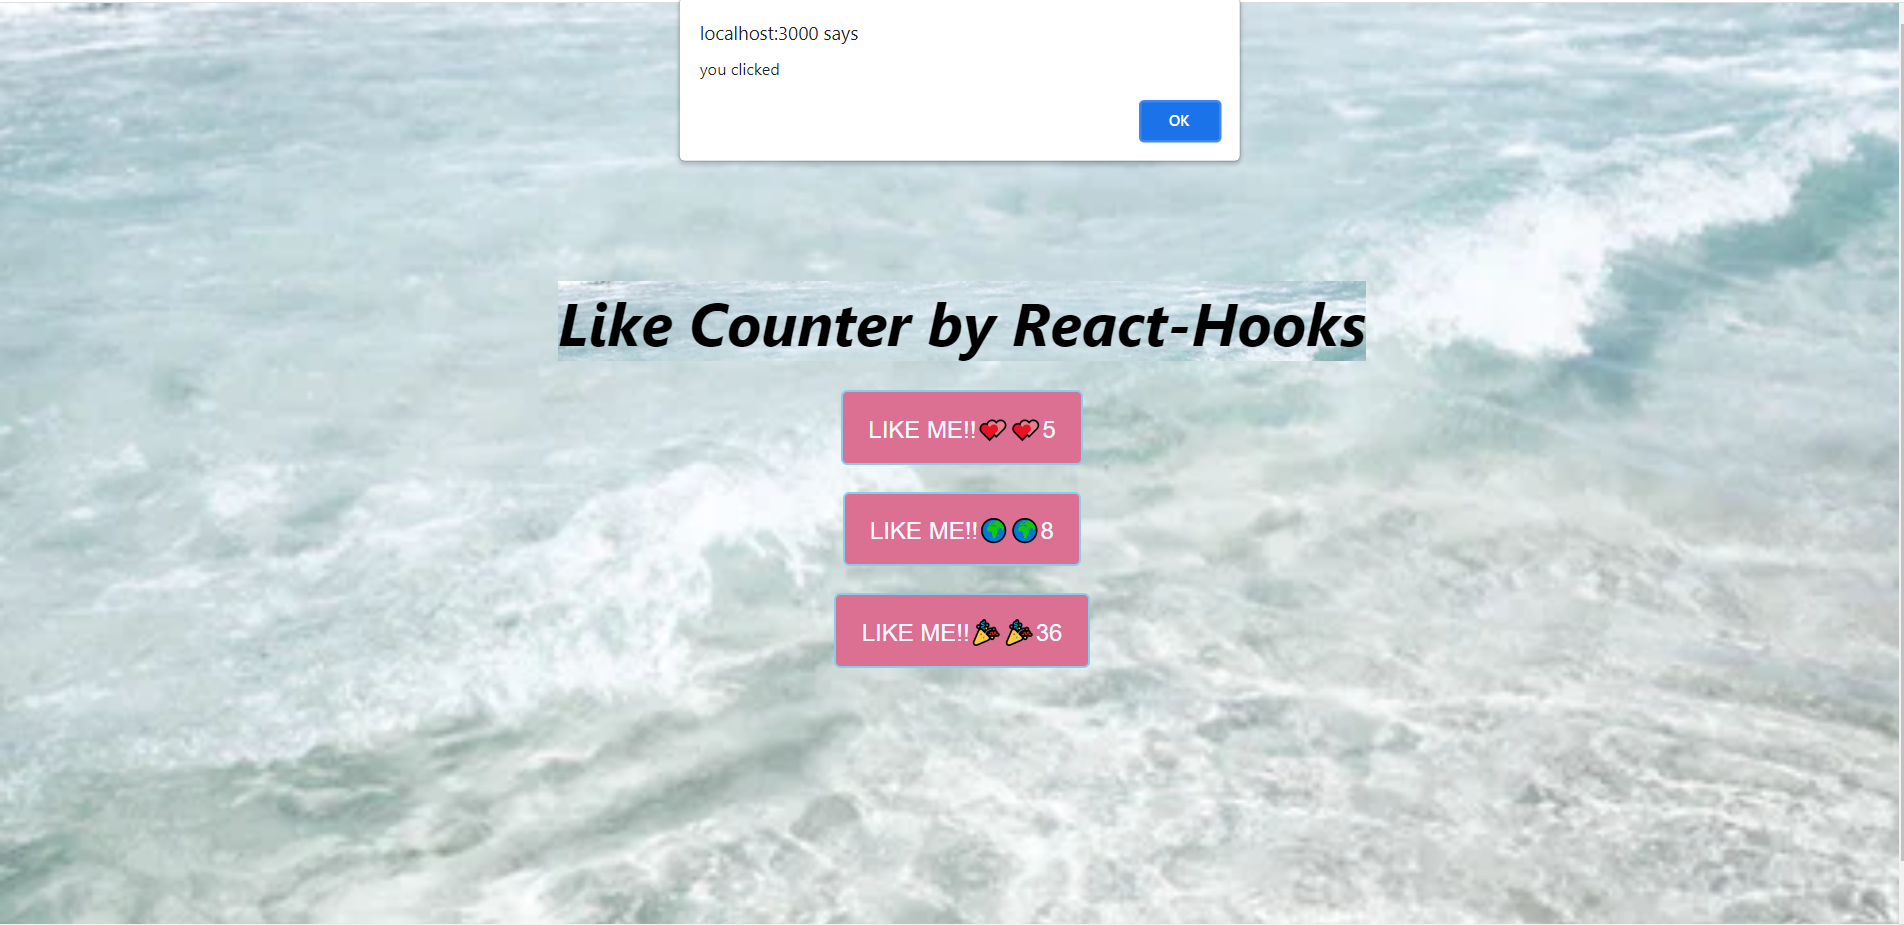 localhost:3000 says
you clicked
OK
Like Counter by React-Hooks
LIKE ME!!💕💕5
LIKE ME!!🌍🌍8
LIKE ME!!🎉🎉36